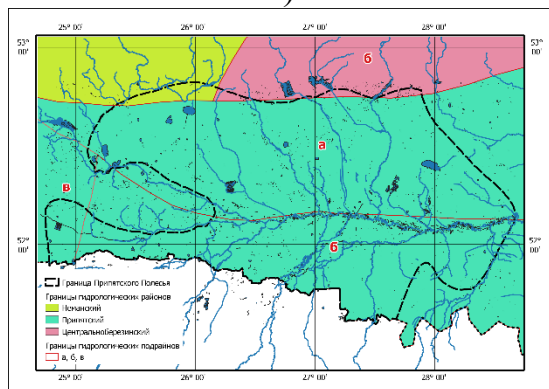 )
25° 00'
26° 00'
27° 00'
28° 00'
53°
00'
53°
00'
б
а
в
52°
00'
52°
00'
б
Граница Припятского Полесья
Границы гидрологических районов
Неманский
Припятский
Центральноберезинский
Границы гидрологических подрайонов
а, б, в
25° 00'
26° 00'
27° 00'
28° 00'